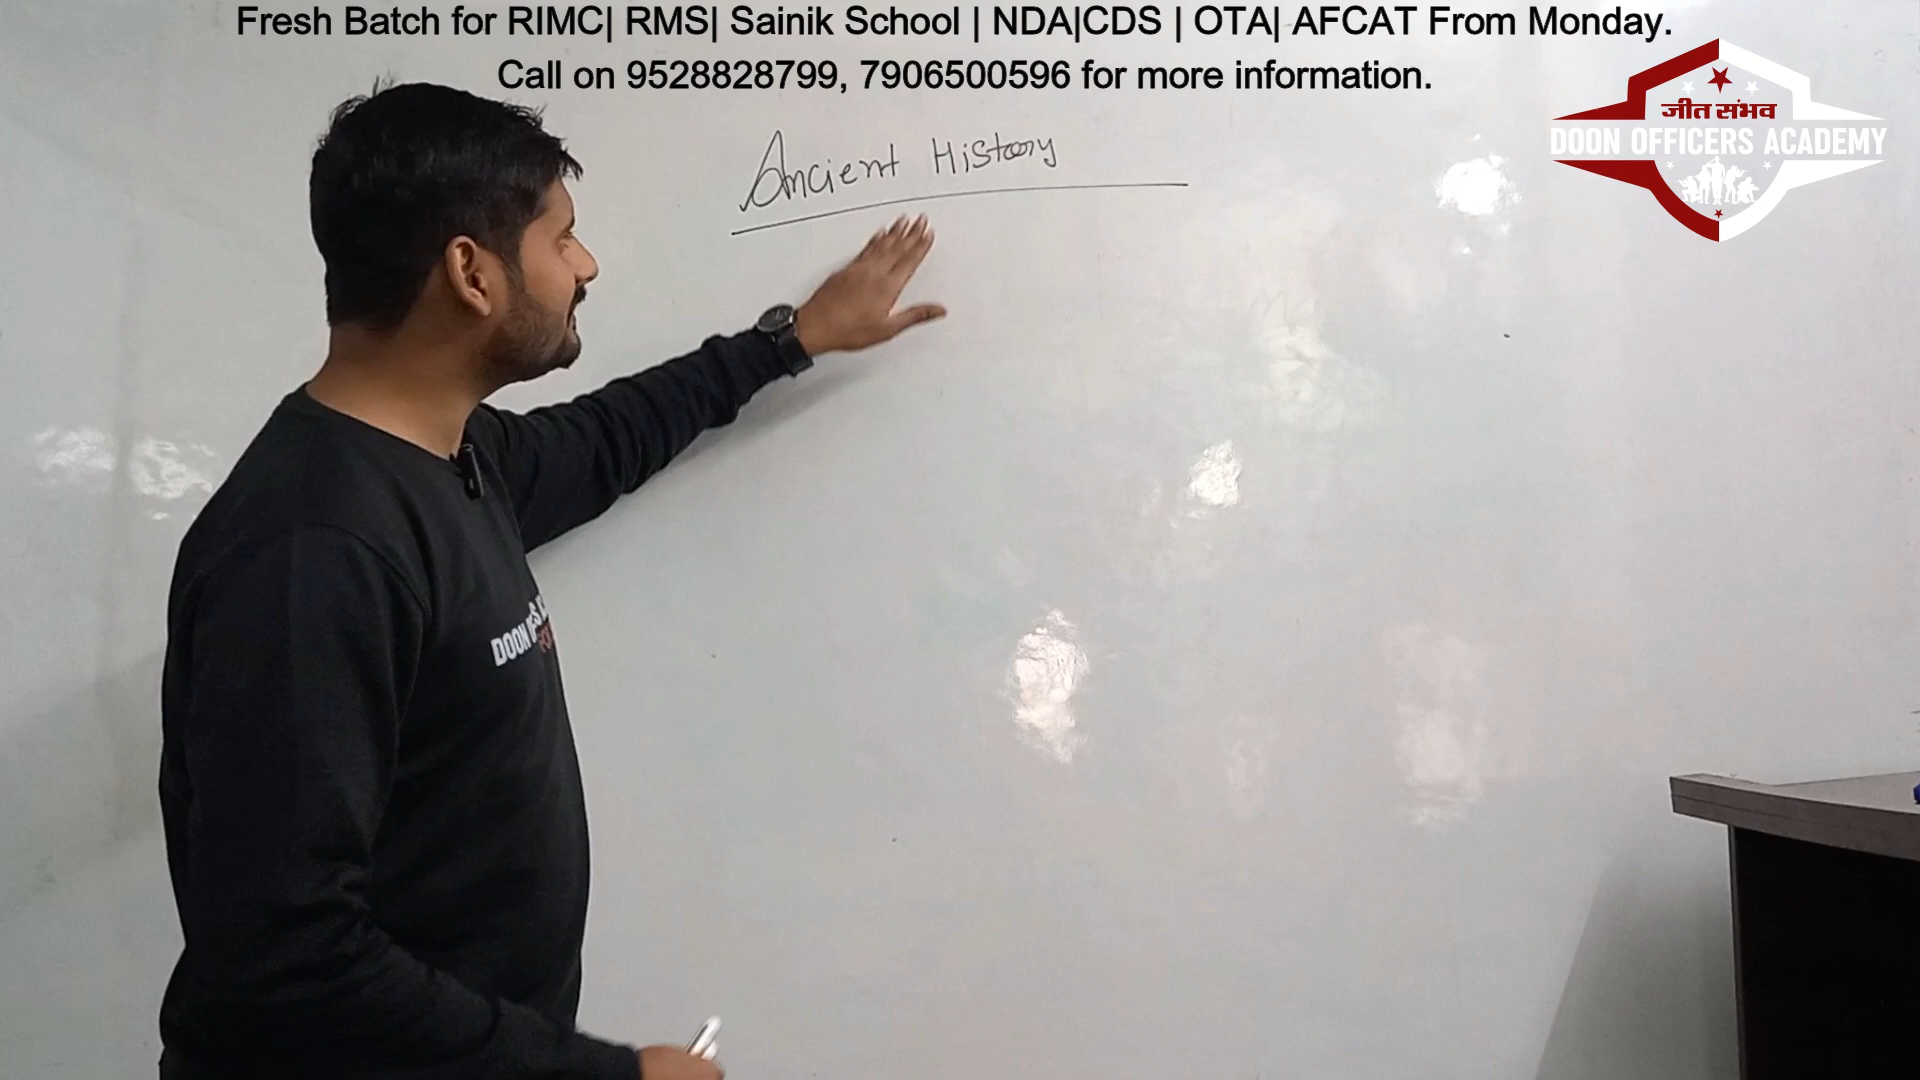 Fresh Batch for RIMC| RMS| Sainik School | NDA|CDS | OTA| AFCAT From Monday.
Call on 9528828799, 7906500596 for more information.
जीत संभव
DOON OFFICERS ACADEMY
Ancient History
DOON